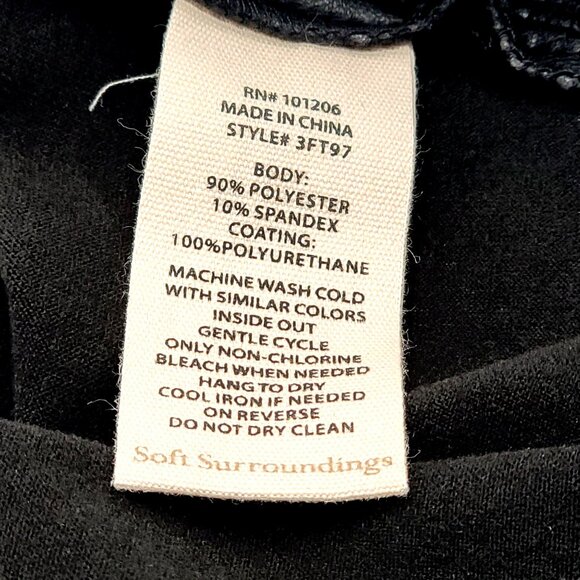 RN# 101206
MADE IN CHINA
STYLE# 3FT97
BODY:
90% POLYESTER
10% SPANDEX
COATING:
100%POLYURETHANE
MACHINE WASH COLD
WITH SIMILAR COLORS
INSIDE OUT
GENTLE CYCLE
ONLY NON-CHLORINE
BLEACH WHEN NEEDED
HANG TO DRY
COOL IRON IF NEEDED
ON REVERSE
DO NOT DRY CLEAN
Soft Surroundings